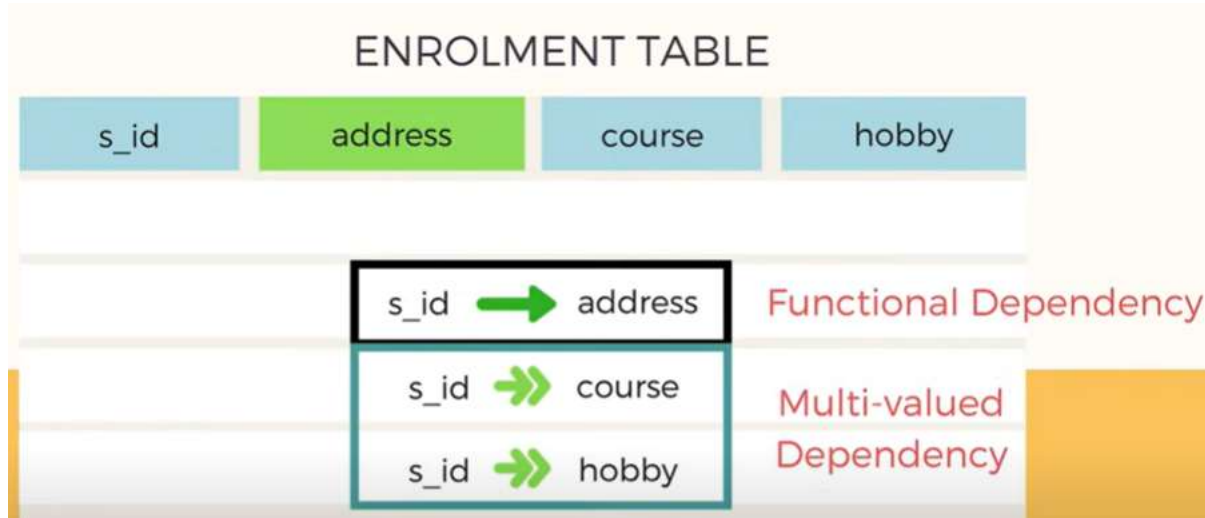 ENROLMENT TABLE
s_id address course hobby
s_id address Functional Dependency
s_id course Multi-valued
s_id hobby Dependency